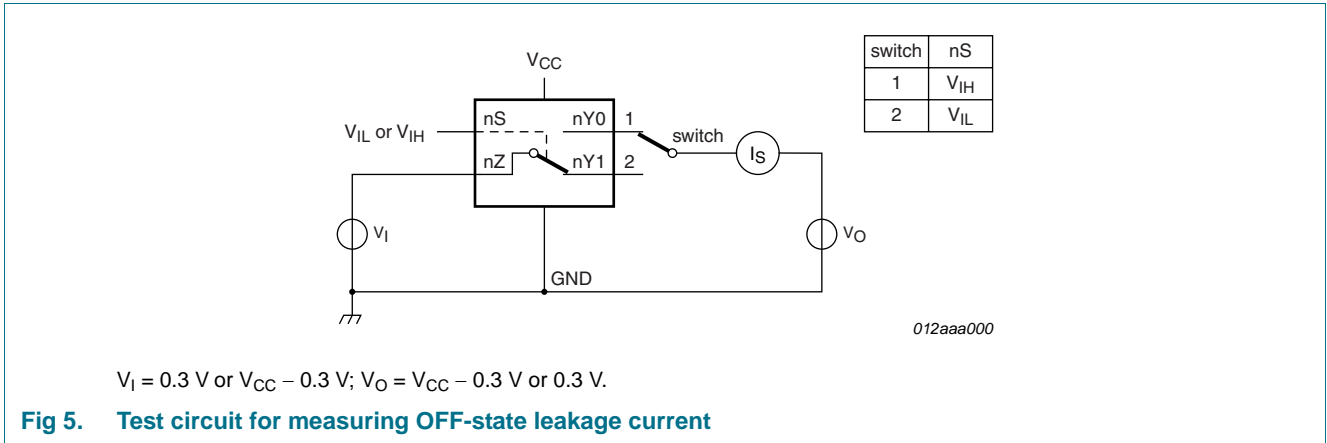 switch nS
1 VIH
2 VIL
VCC
VIL or VIH
nS
nY0
1
switch
nZ
nY1
2
IS
VI
VO
GND
012aaa000
VI = 0.3 V or VCC − 0.3 V; VO = VCC − 0.3 V or 0.3 V.
Fig 5. Test circuit for measuring OFF-state leakage current